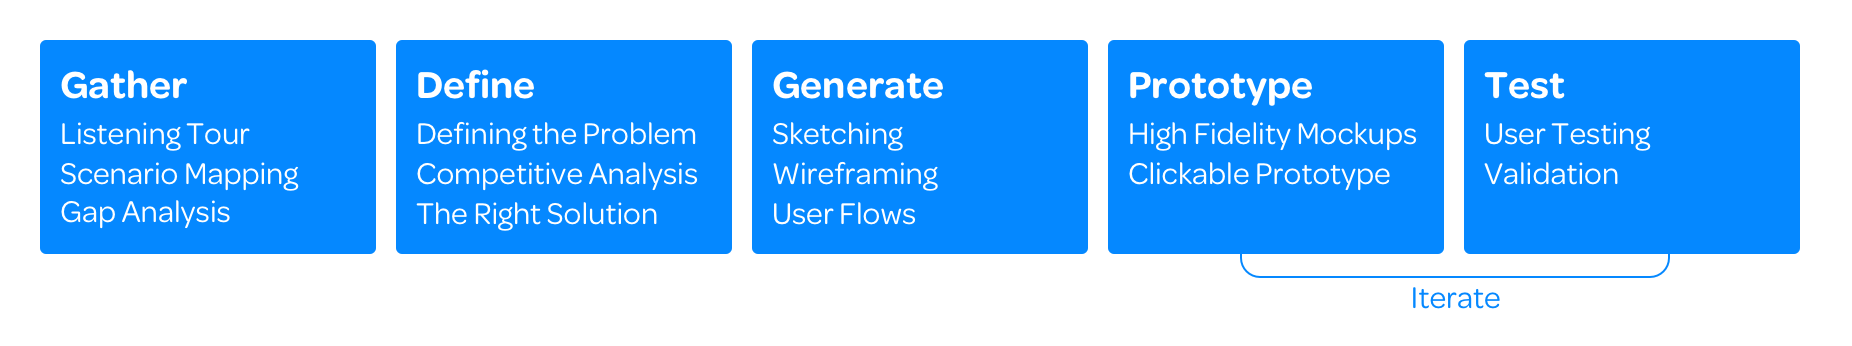 Gather
Listening Tour
Scenario Mapping
Gap Analysis
Define
Defining the Problem
Competitive Analysis
The Right Solution
Generate
Sketching
Wireframing
User Flows
Prototype
High Fidelity Mockups
Clickable Prototype
Test
User Testing
Validation
Iterate